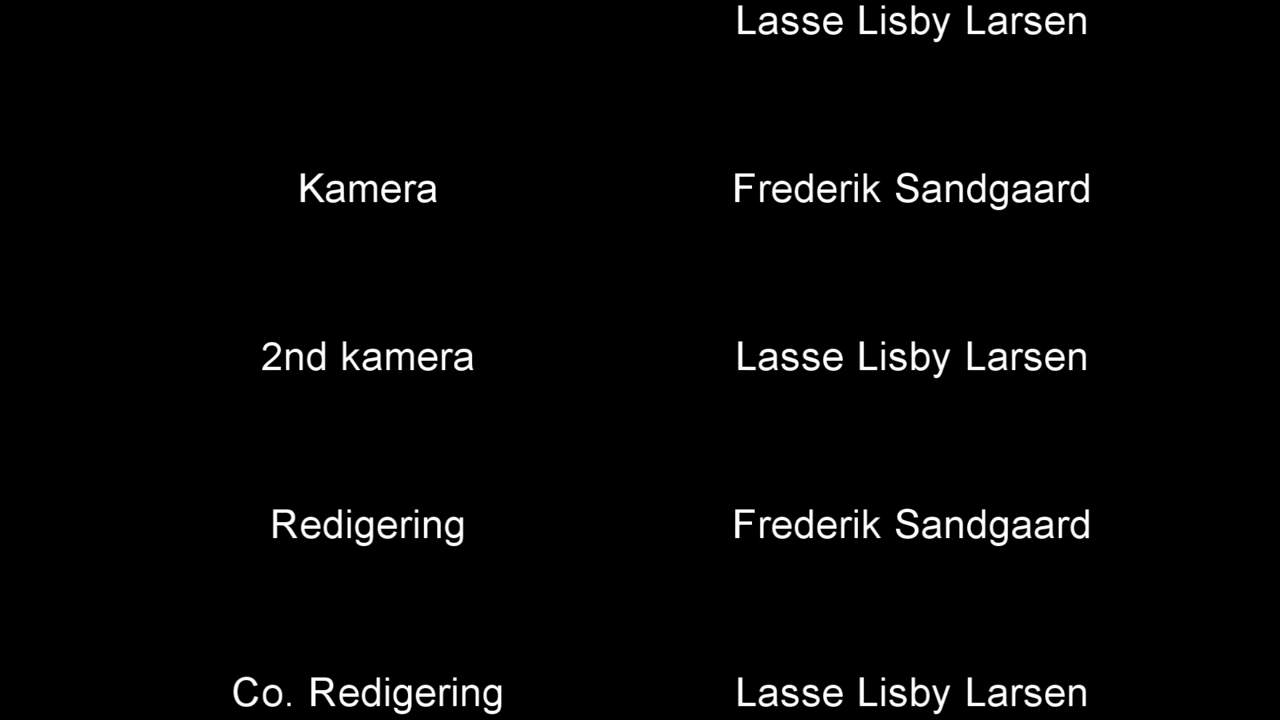 Lasse Lisby Larsen
Kamera Frederik Sandgaard
2nd kamera Lasse Lisby Larsen
Redigering Frederik Sandgaard
Co. Redigering Lasse Lisby Larsen